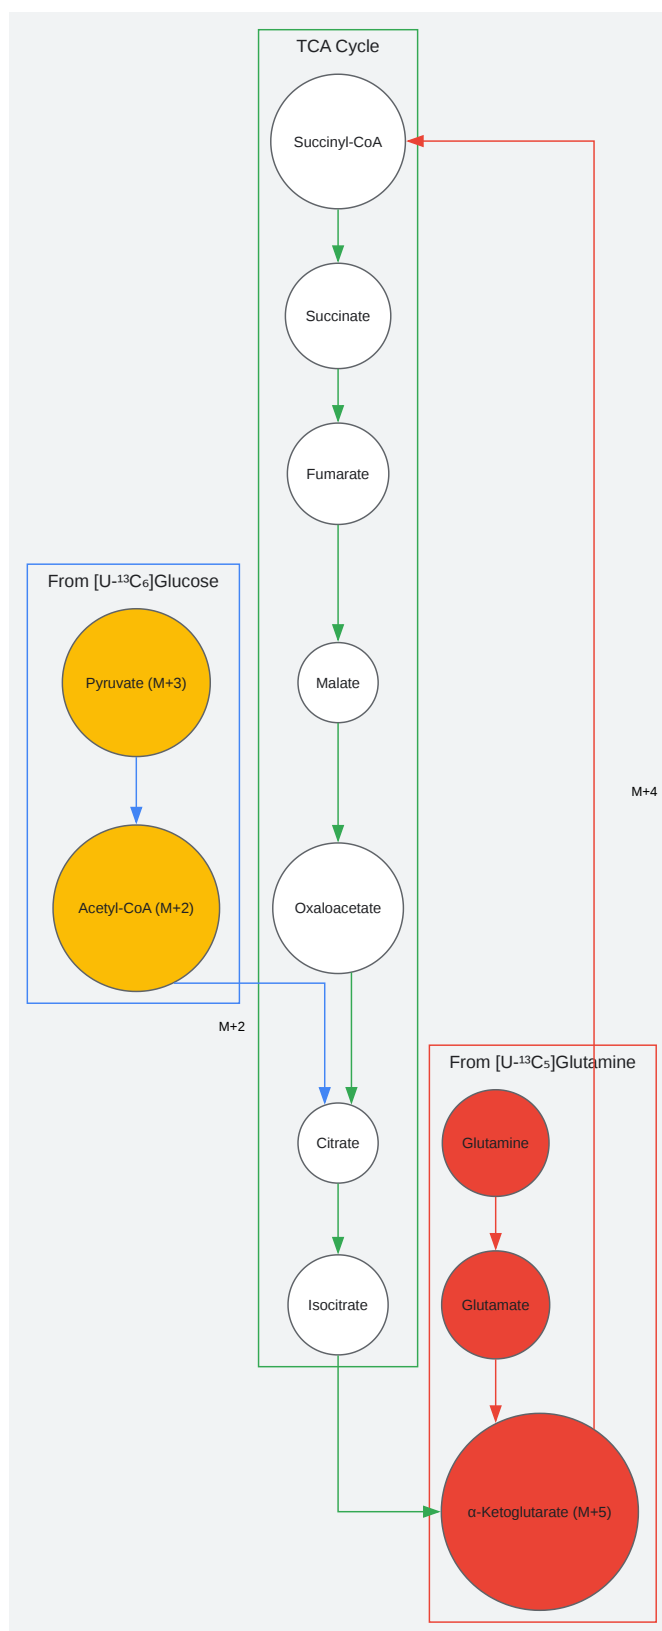 TCA Cycle
Succinyl-CoA
Succinate
Fumarate
From [U-¹³C₆]Glucose
Pyruvate (M+3)
Malate
M+4
Acetyl-CoA (M+2)
Oxaloacetate
M+2
From [U-¹³C₅]Glutamine
Citrate
Glutamine
Isocitrate
Glutamate
α-Ketoglutarate (M+5)